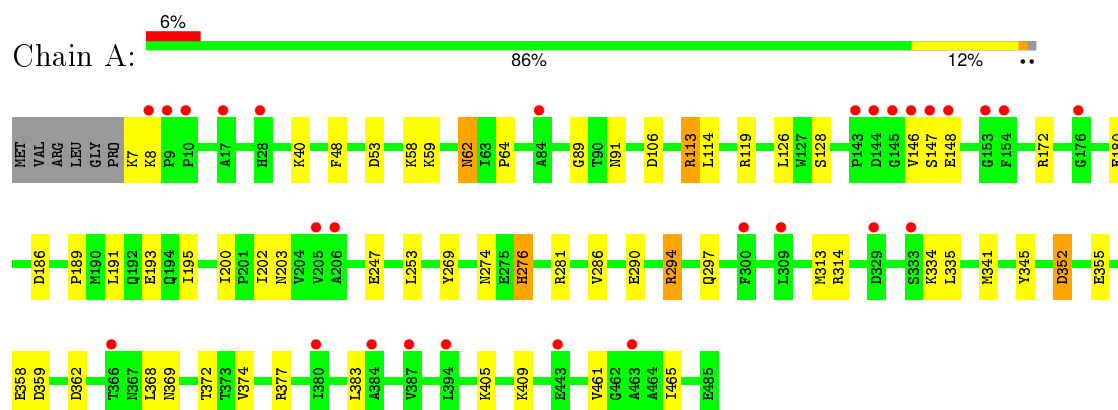 6%
Chain A:
86%
12%
••
MET VAL ARG LEU GLY PRO K7 K8 P9 P10 A17 H28 K40 F48 D53 K58 K59 N62 I63 P64 A84 G89 T90 N91 D106 R113 L114 R119 L126 W127 S128 P143 D144 G145 V146 S147 E148 G153 F154 R172 G176
D186 P189 M190 L191 Q192 E193 Q194 I195 I200 P201 I202 N203 V204 V205 A206 E247 L253 Y269 N274 E275 H276 R281 V286 E290 R294 Q297 F300 L309 M313 R314 D329 S333 K334 L335 M341 Y345 D352 E355
E358 D359 D362 T366 N367 L368 N369 T372 T373 V374 R377 I380 L383 A384 V387 L394 K405 K409 E443 V461 G462 A463 A464 I465 E485